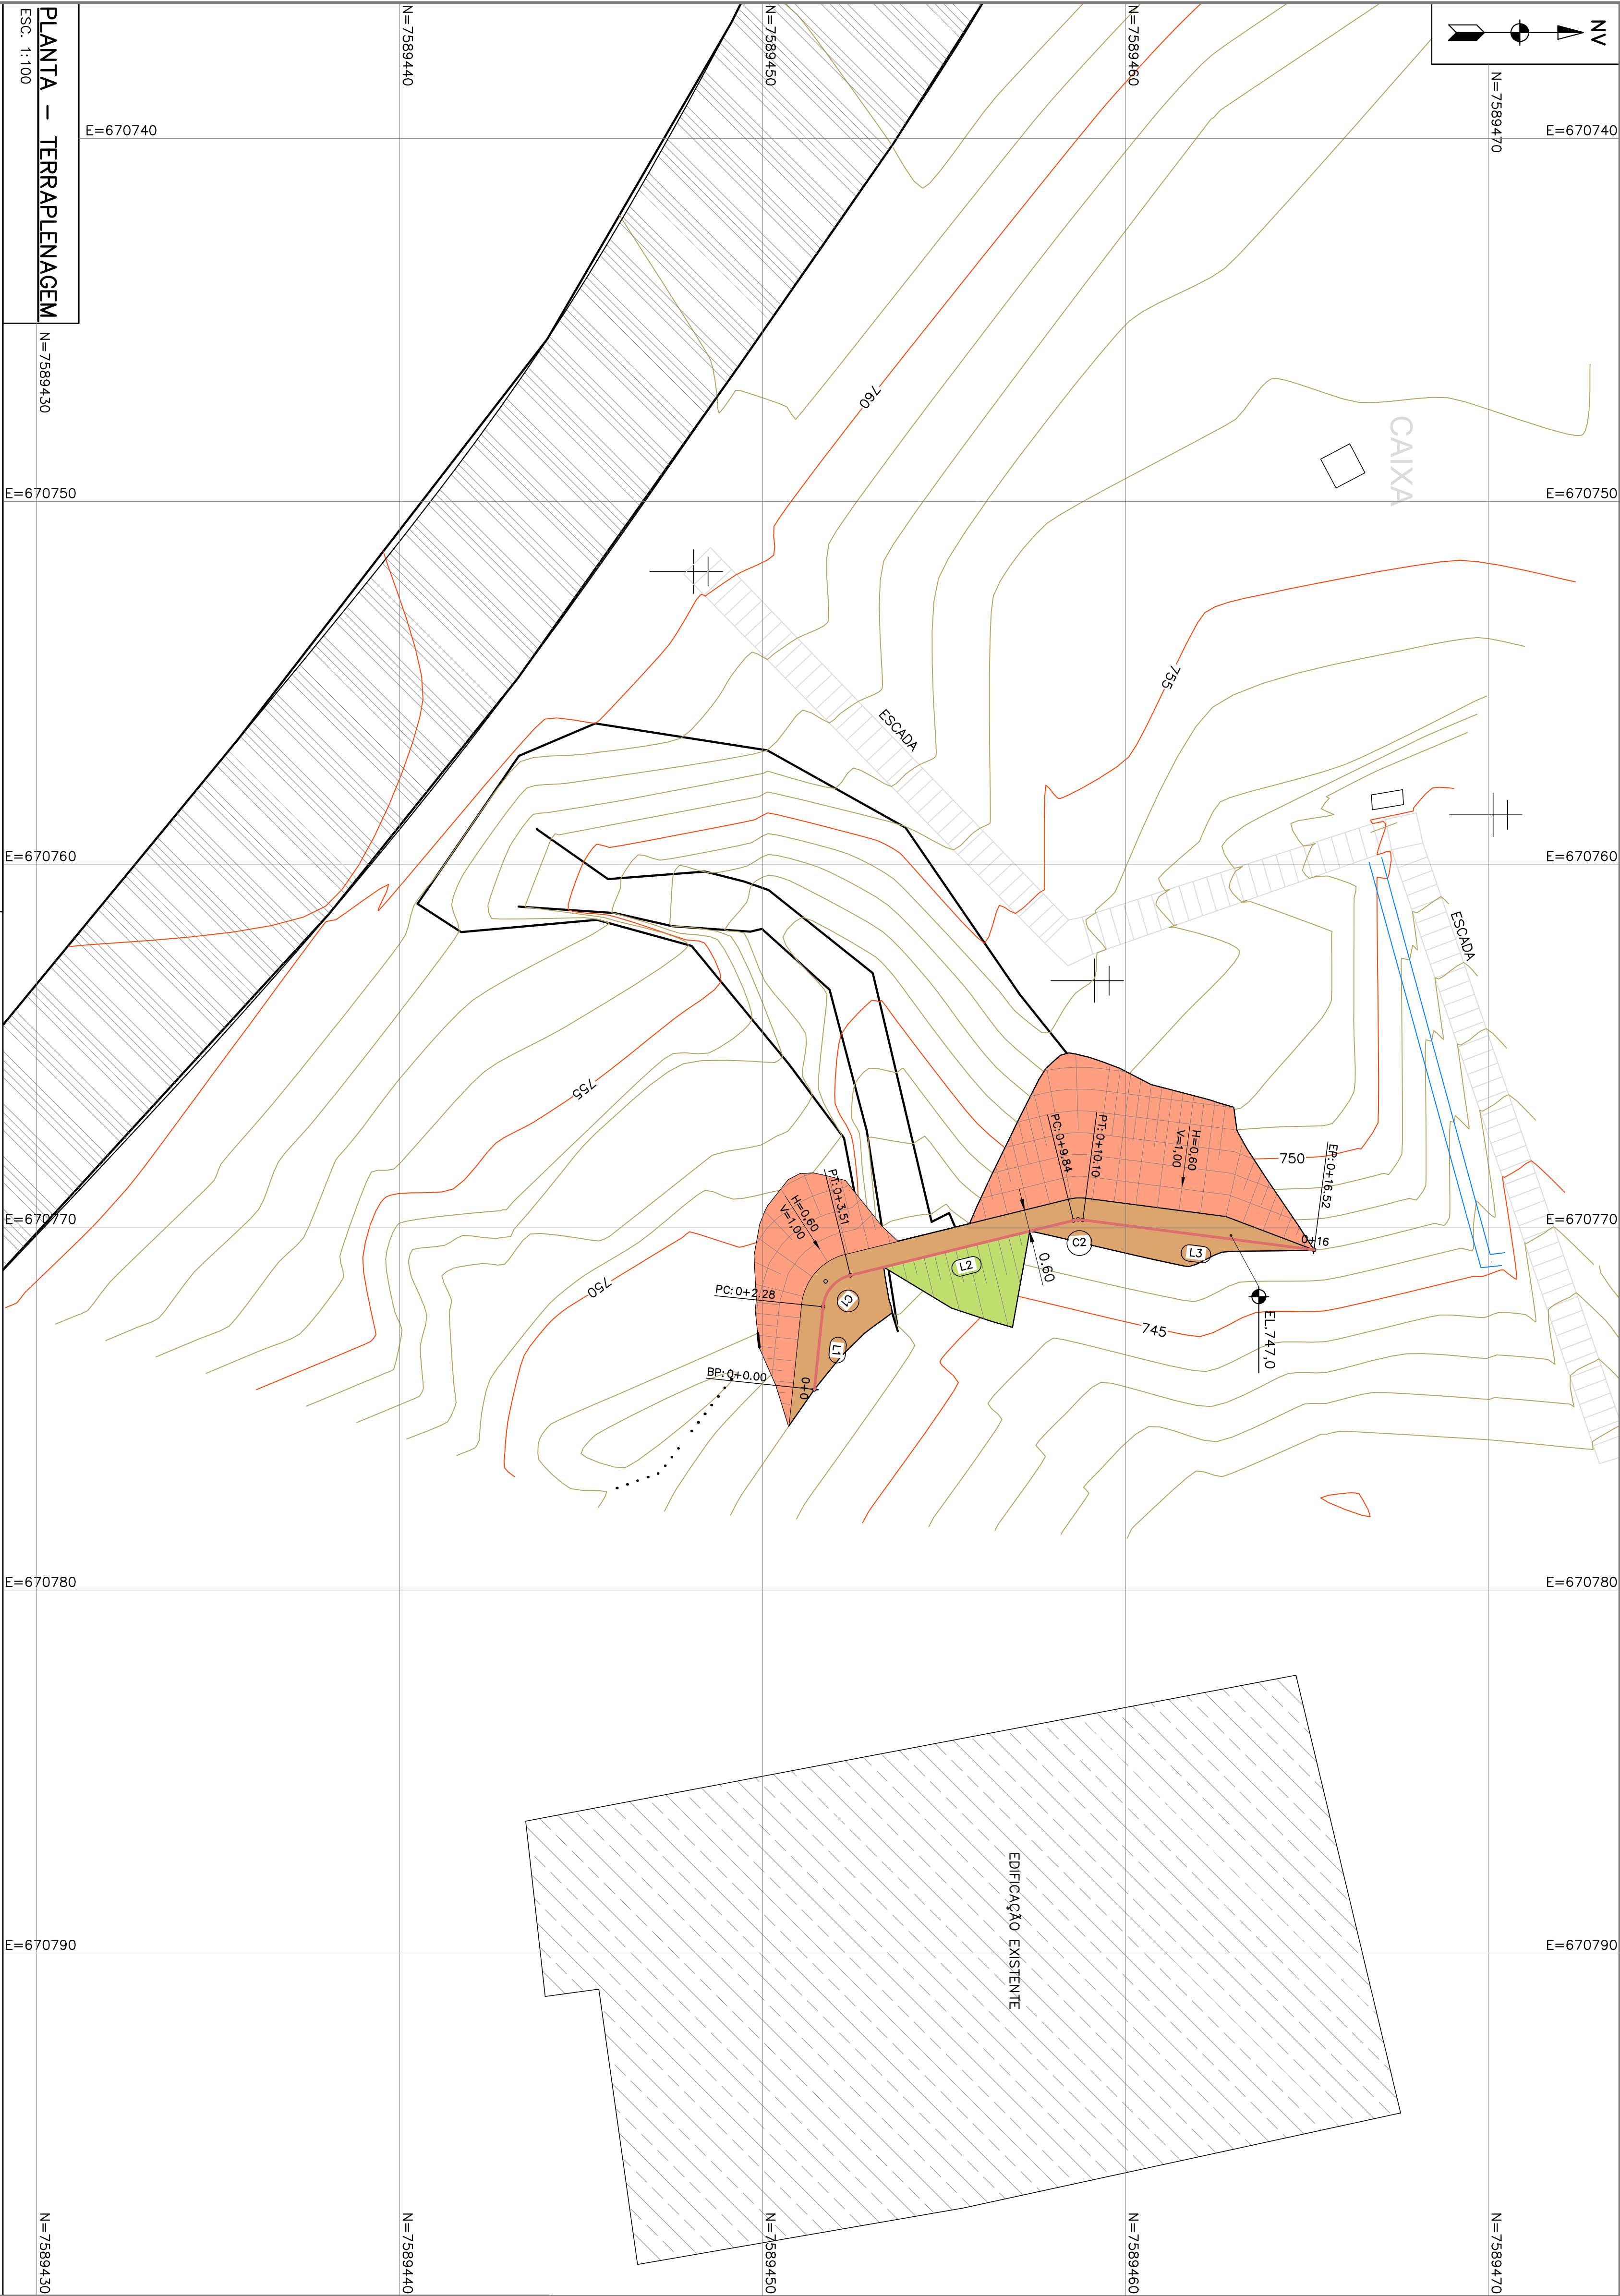 NV
N=7589440
N=7589450
N=7589460
N=7589470
PLANTA - TERRAPLENAGEM
ESC. 1:100
N=7589430
E=670740
E=670740
760
CAIXA
E=670750
E=670750
755
ESCADA
E=670760
E=670760
ESCADA
755
PC: 0+9.84
PT: 0+10.10
H=0,60
V=1,00
750
EP: 0+16.52
PT: 0+3.51
H=0,60
V=1,00
E=670770
E=670770
0+16
C2
L3
0.60
L2
750
PC: 0+2.28
C1
EL.747,0
745
L1
BP: 0+0.00
0+0
E=670780
E=670780
EDIFICAÇÃO EXISTENTE
E=670790
E=670790
N=7589430
N=7589440
N=7589450
N=7589460
N=7589470